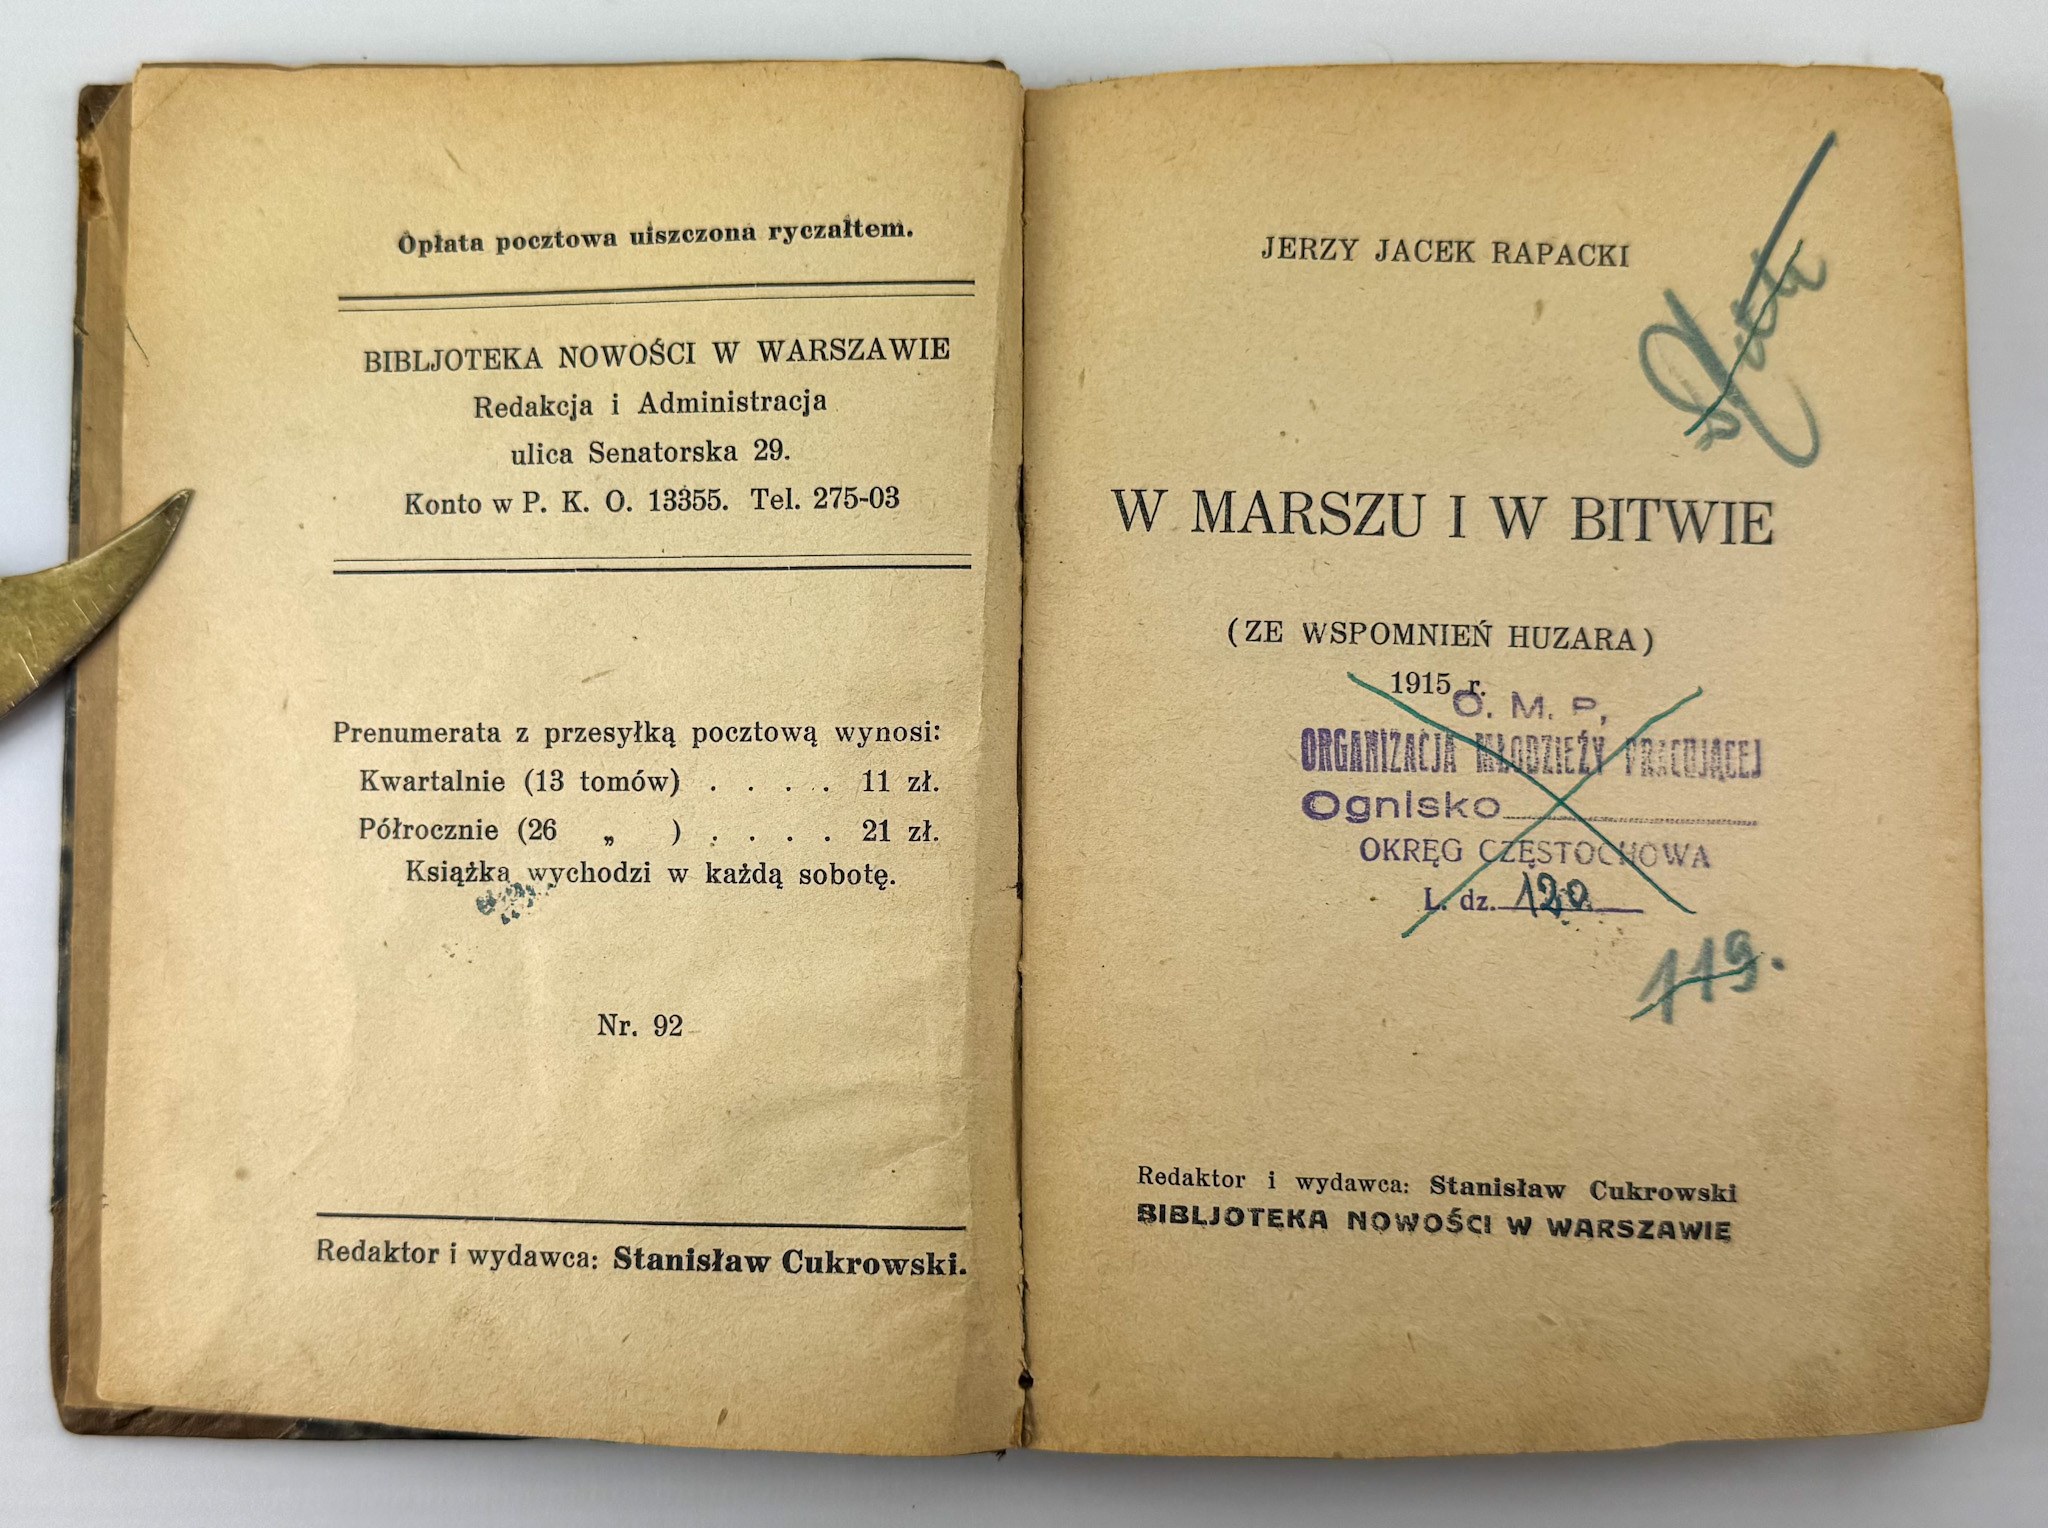 Opłata pocztowa uiszczona ryczałtem.
BIBLJOTEKA NOWOŚCI W WARSZAWIE
Redakcja i Administracja
ulica Senatorska 29.
Konto w P. K. O. 13355. Tel. 275-03
Prenumerata z przesyłką pocztową wynosi:
Kwartalnie (13 tomów) . . . . 11 zł.
Półrocznie (26 „ ) . . . . 21 zł.
Książka wychodzi w każdą sobotę.
Nr. 92
Redaktor i wydawca: Stanisław Cukrowski.
JERZY JACEK RAPACKI
W MARSZU I W BITWIE
(ZE WSPOMNIEŃ HUZARA)
1915 r.
O. M. P,
ORGANIZACJA MŁODZIEŻY PRACUJĄCEJ
Ognisko
OKRĘG CZĘSTOCHOWA
L. dz. 120.
119.
Redaktor i wydawca: Stanisław Cukrowski
BIBLJOTEKA NOWOŚCI W WARSZAWIE